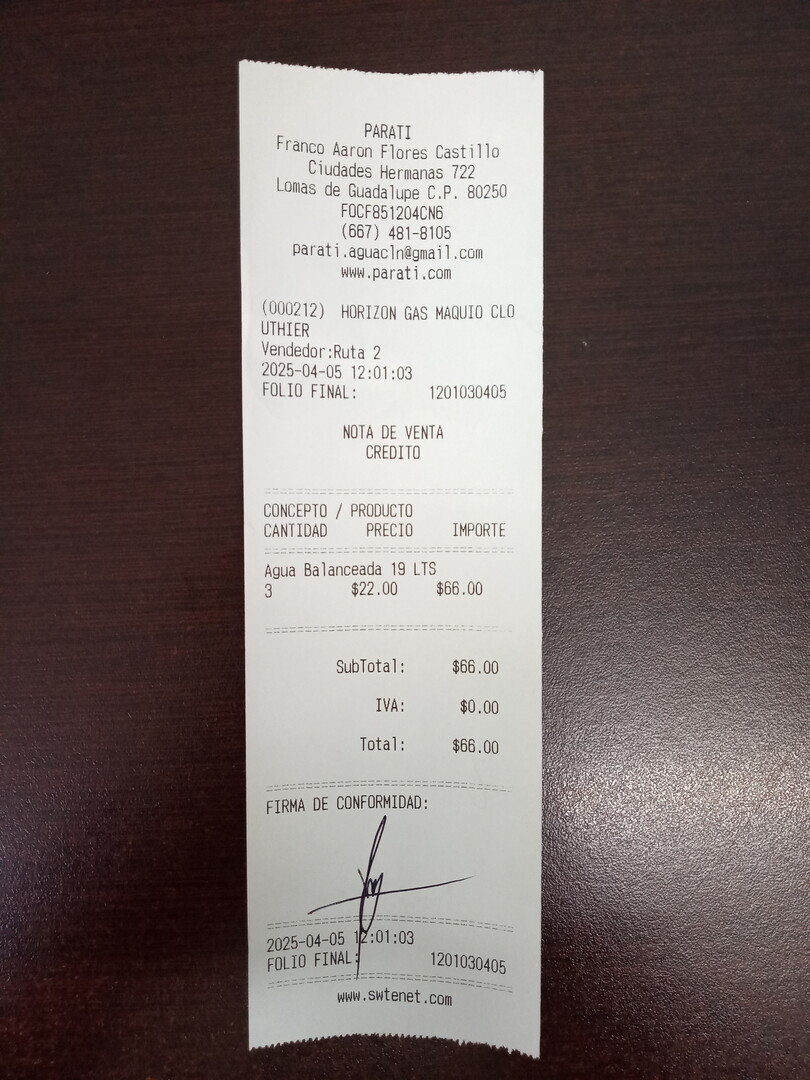 PARATI
Franco Aaron Flores Castillo
Ciudades Hermanas 722
Lomas de Guadalupe C.P. 80250
FOCF851204CN6
(667) 481-8105
parati.aguacln@gmail.com
www.parati.com
(000212) HORIZON GAS MAQUIO CLO
UTHIER
Vendedor:Ruta 2
2025-04-05 12:01:03
FOLIO FINAL: 1201030405
NOTA DE VENTA
CREDITO
CONCEPTO / PRODUCTO
CANTIDAD PRECIO IMPORTE
Agua Balanceada 19 LTS
3 $22.00 $66.00
SubTotal: $66.00
IVA: $0.00
Total: $66.00
FIRMA DE CONFORMIDAD:
2025-04-05 12:01:03
FOLIO FINAL: 1201030405
www.swtenet.com